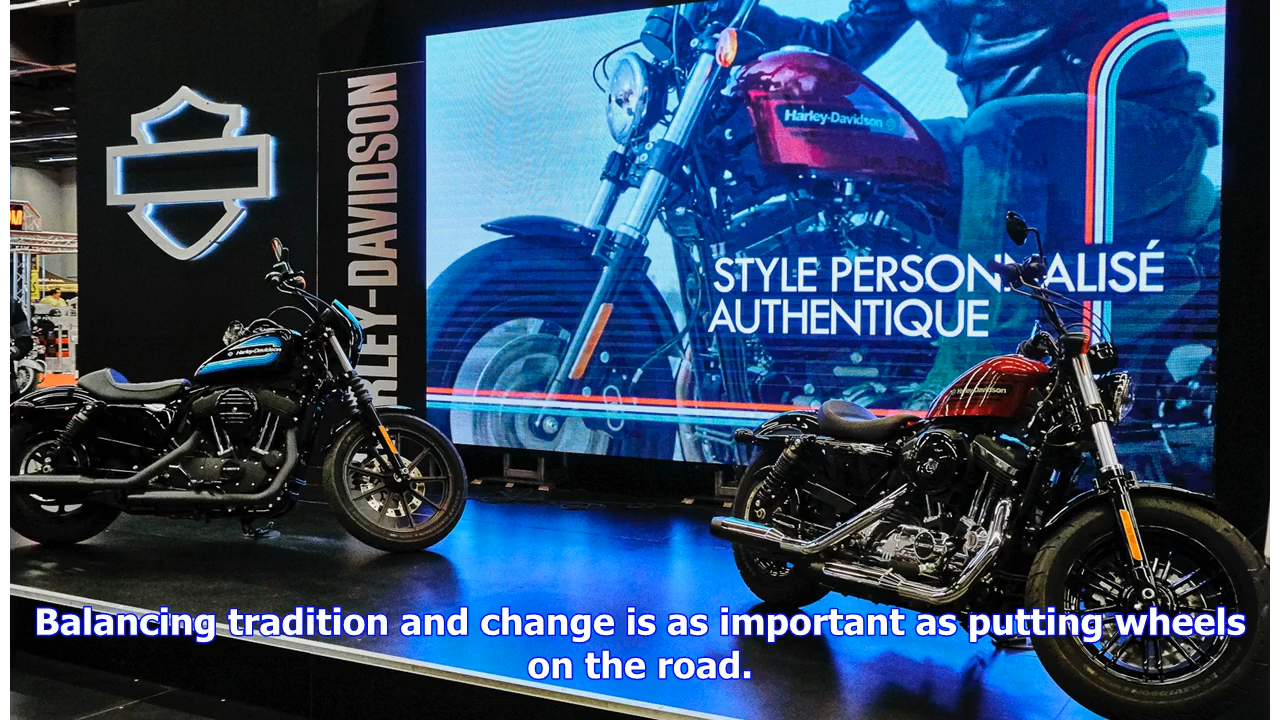 HARLEY-DAVIDSON
Harley-Davidson
STYLE PERSONNALISÉ
AUTHENTIQUE
Harley-Davidson
Harley-Davidson
Balancing tradition and change is as important as putting wheels
on the road.